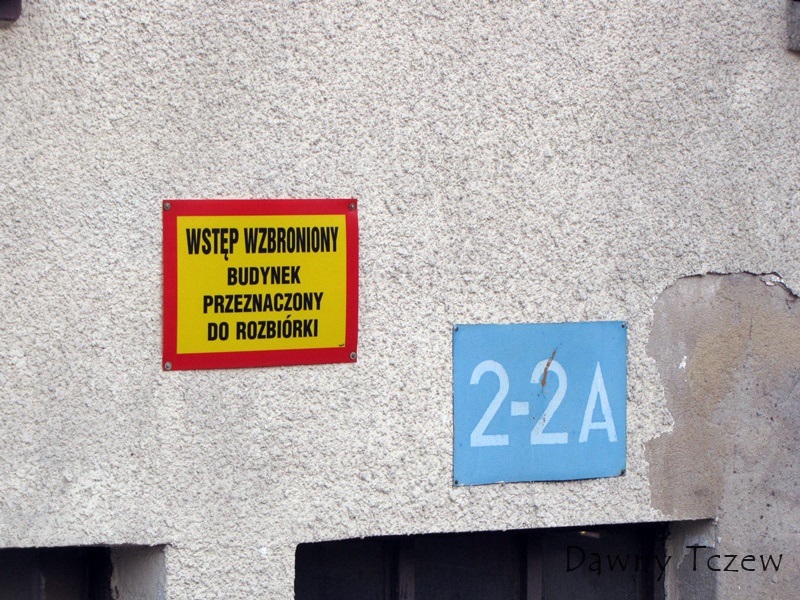 WSTĘP WZBRONIONY
BUDYNEK
PRZEZNACZONY
DO ROZBIÓRKI
2-2A
Dawny Tczew